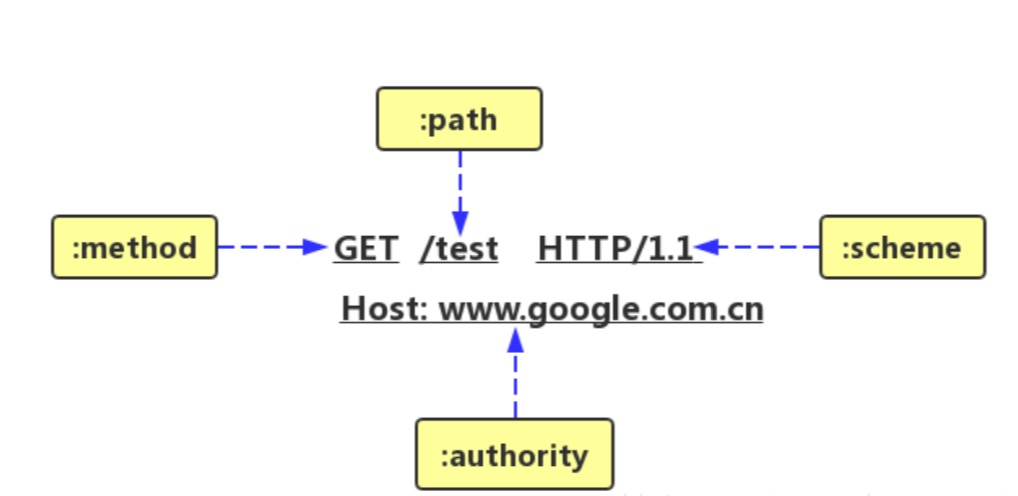 :path
:method
GET /test HTTP/1.1
:scheme
Host: www.google.com.cn
:authority